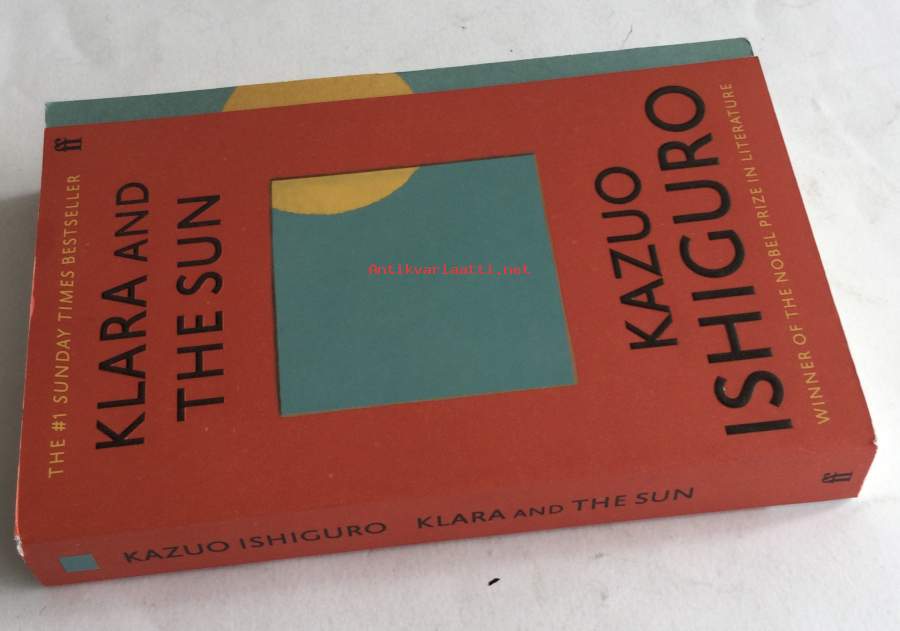 ff
THE #1 SUNDAY TIMES BESTSELLER
KLARA AND
THE SUN
Antikvariaatti.net
KAZUO
ISHIGURO
WINNER OF THE NOBEL PRIZE IN LITERATURE
KAZUO ISHIGURO KLARA AND THE SUN
ff